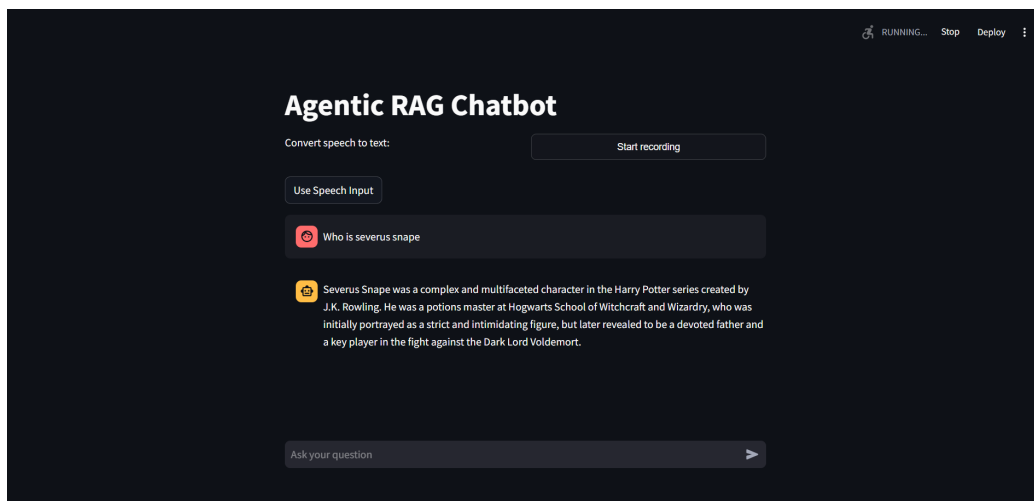 RUNNING... Stop Deploy
Agentic RAG Chatbot
Convert speech to text:
Start recording
Use Speech Input
Who is severus snape
Severus Snape was a complex and multifaceted character in the Harry Potter series created by
J.K. Rowling. He was a potions master at Hogwarts School of Witchcraft and Wizardry, who was
initially portrayed as a strict and intimidating figure, but later revealed to be a devoted father and
a key player in the fight against the Dark Lord Voldemort.
Ask your question